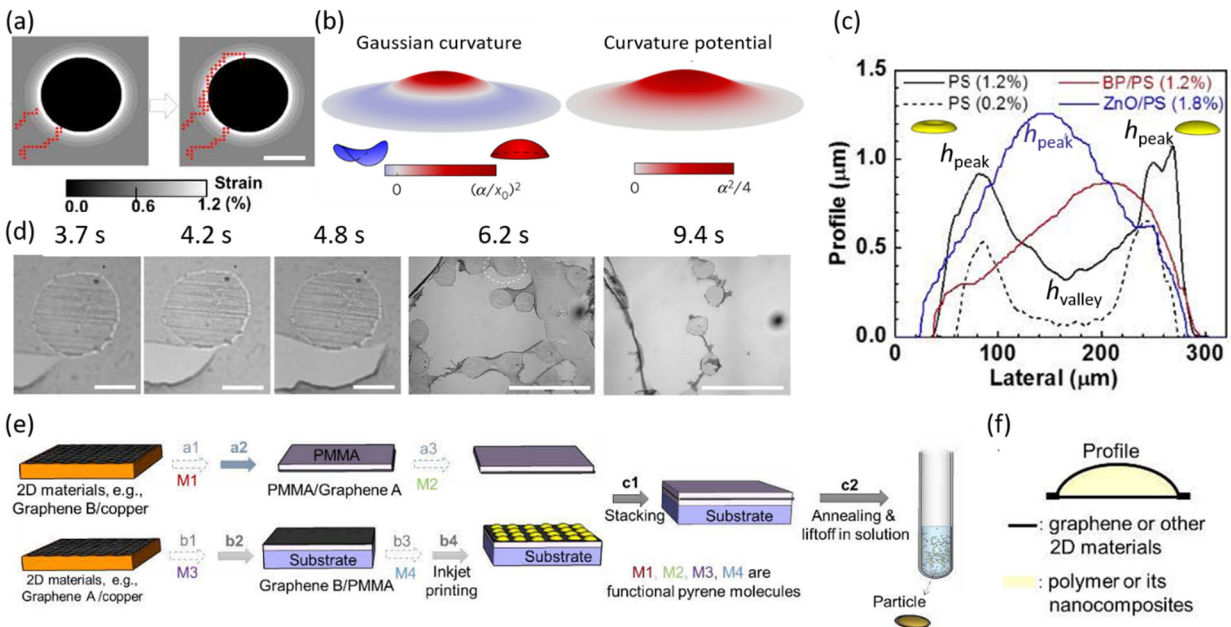 (a)
Strain
0.0 0.6 1.2 (%)
(b)
Gaussian curvature
Curvature potential
0 (α/x₀)²
0 α²/4
(c)
1.5
1.0
0.5
0.0
Profile (μm)
PS (1.2%)
PS (0.2%)
BP/PS (1.2%)
ZnO/PS (1.8%)
h_peak
h_peak
h_peak
h_valley
0 100 200 300
Lateral (μm)
(d)
3.7 s 4.2 s 4.8 s 6.2 s 9.4 s
(e)
2D materials, e.g.,
Graphene B/copper
a1
M1
a2
PMMA
PMMA/Graphene A
a3
M2
2D materials, e.g.,
Graphene A /copper
b1
M3
b2
Substrate
Graphene B/PMMA
b3
M4
b4
Inkjet
printing
Substrate
c1
Stacking
Substrate
c2
Annealing &
liftoff in solution
M1, M2, M3, M4 are
functional pyrene molecules
Particle
(f)
Profile
: graphene or other
2D materials
: polymer or its
nanocomposites